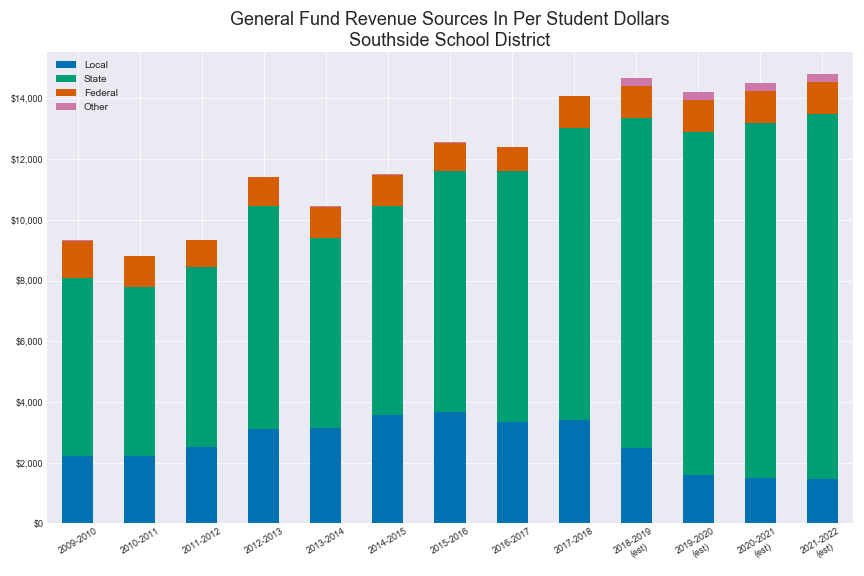 General Fund Revenue Sources In Per Student Dollars
Southside School District
Local
State
Federal
Other
$14,000
$12,000
$10,000
$8,000
$6,000
$4,000
$2,000
$0
2009-2010
2010-2011
2011-2012
2012-2013
2013-2014
2014-2015
2015-2016
2016-2017
2017-2018
2018-2019
(est)
2019-2020
(est)
2020-2021
(est)
2021-2022
(est)